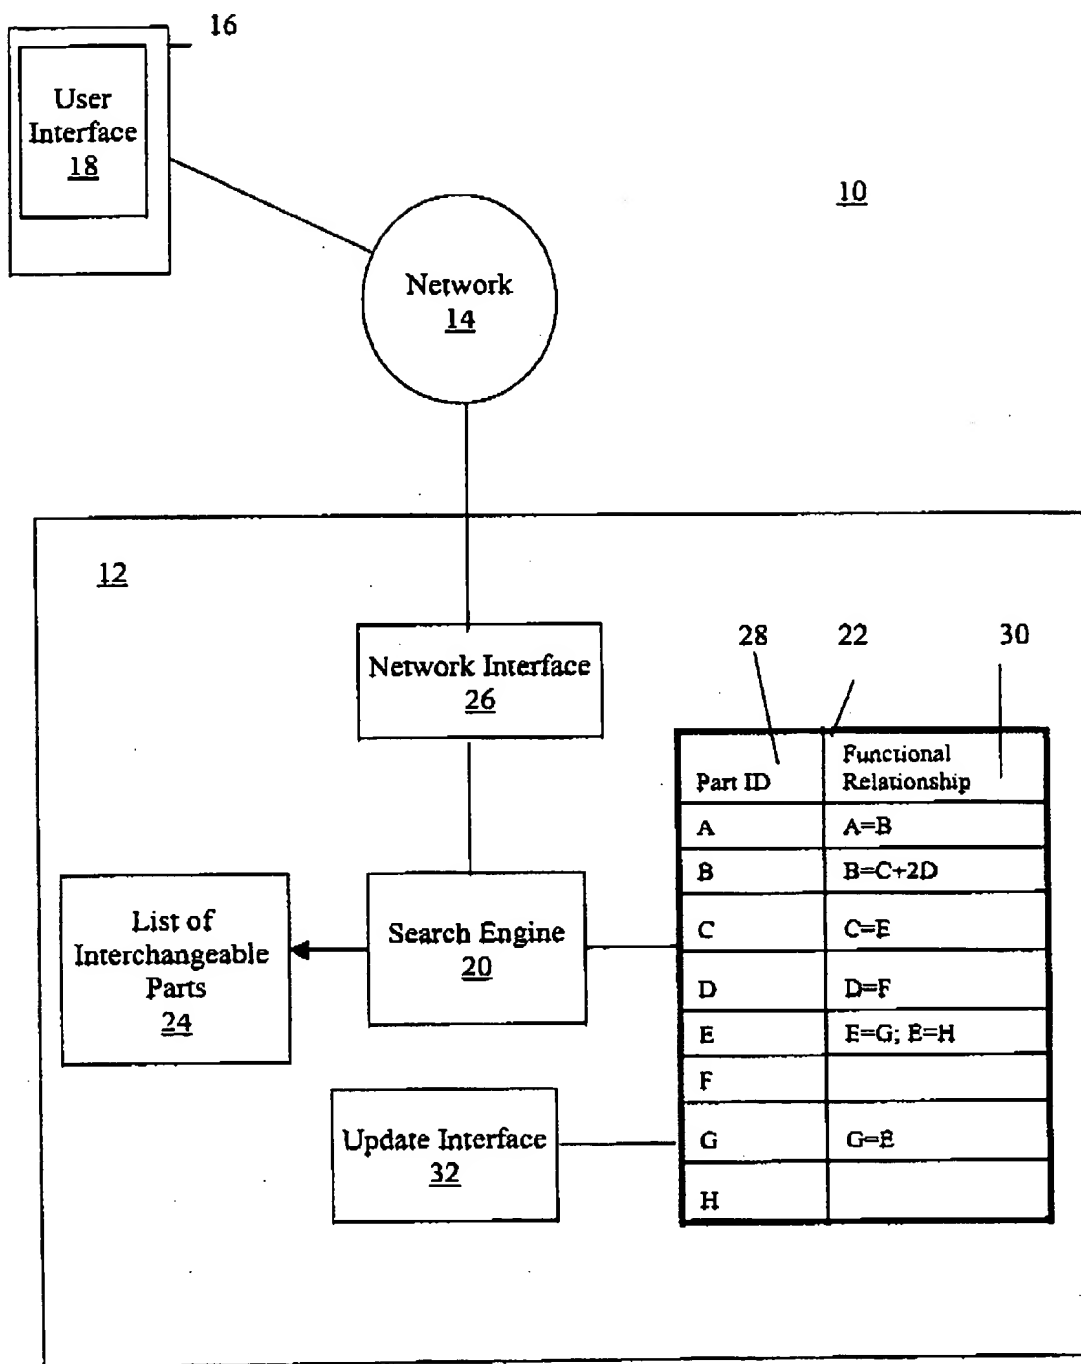 16
User
Interface
18
10
Network
14
12
Network Interface
26
28
22
30
Part ID
Functional
Relationship
A
A=B
B
B=C+2D
C
C=E
D
D=F
E
E=G; E=H
F
G
G=E
H
List of
Interchangeable
Parts
24
Search Engine
20
Update Interface
32